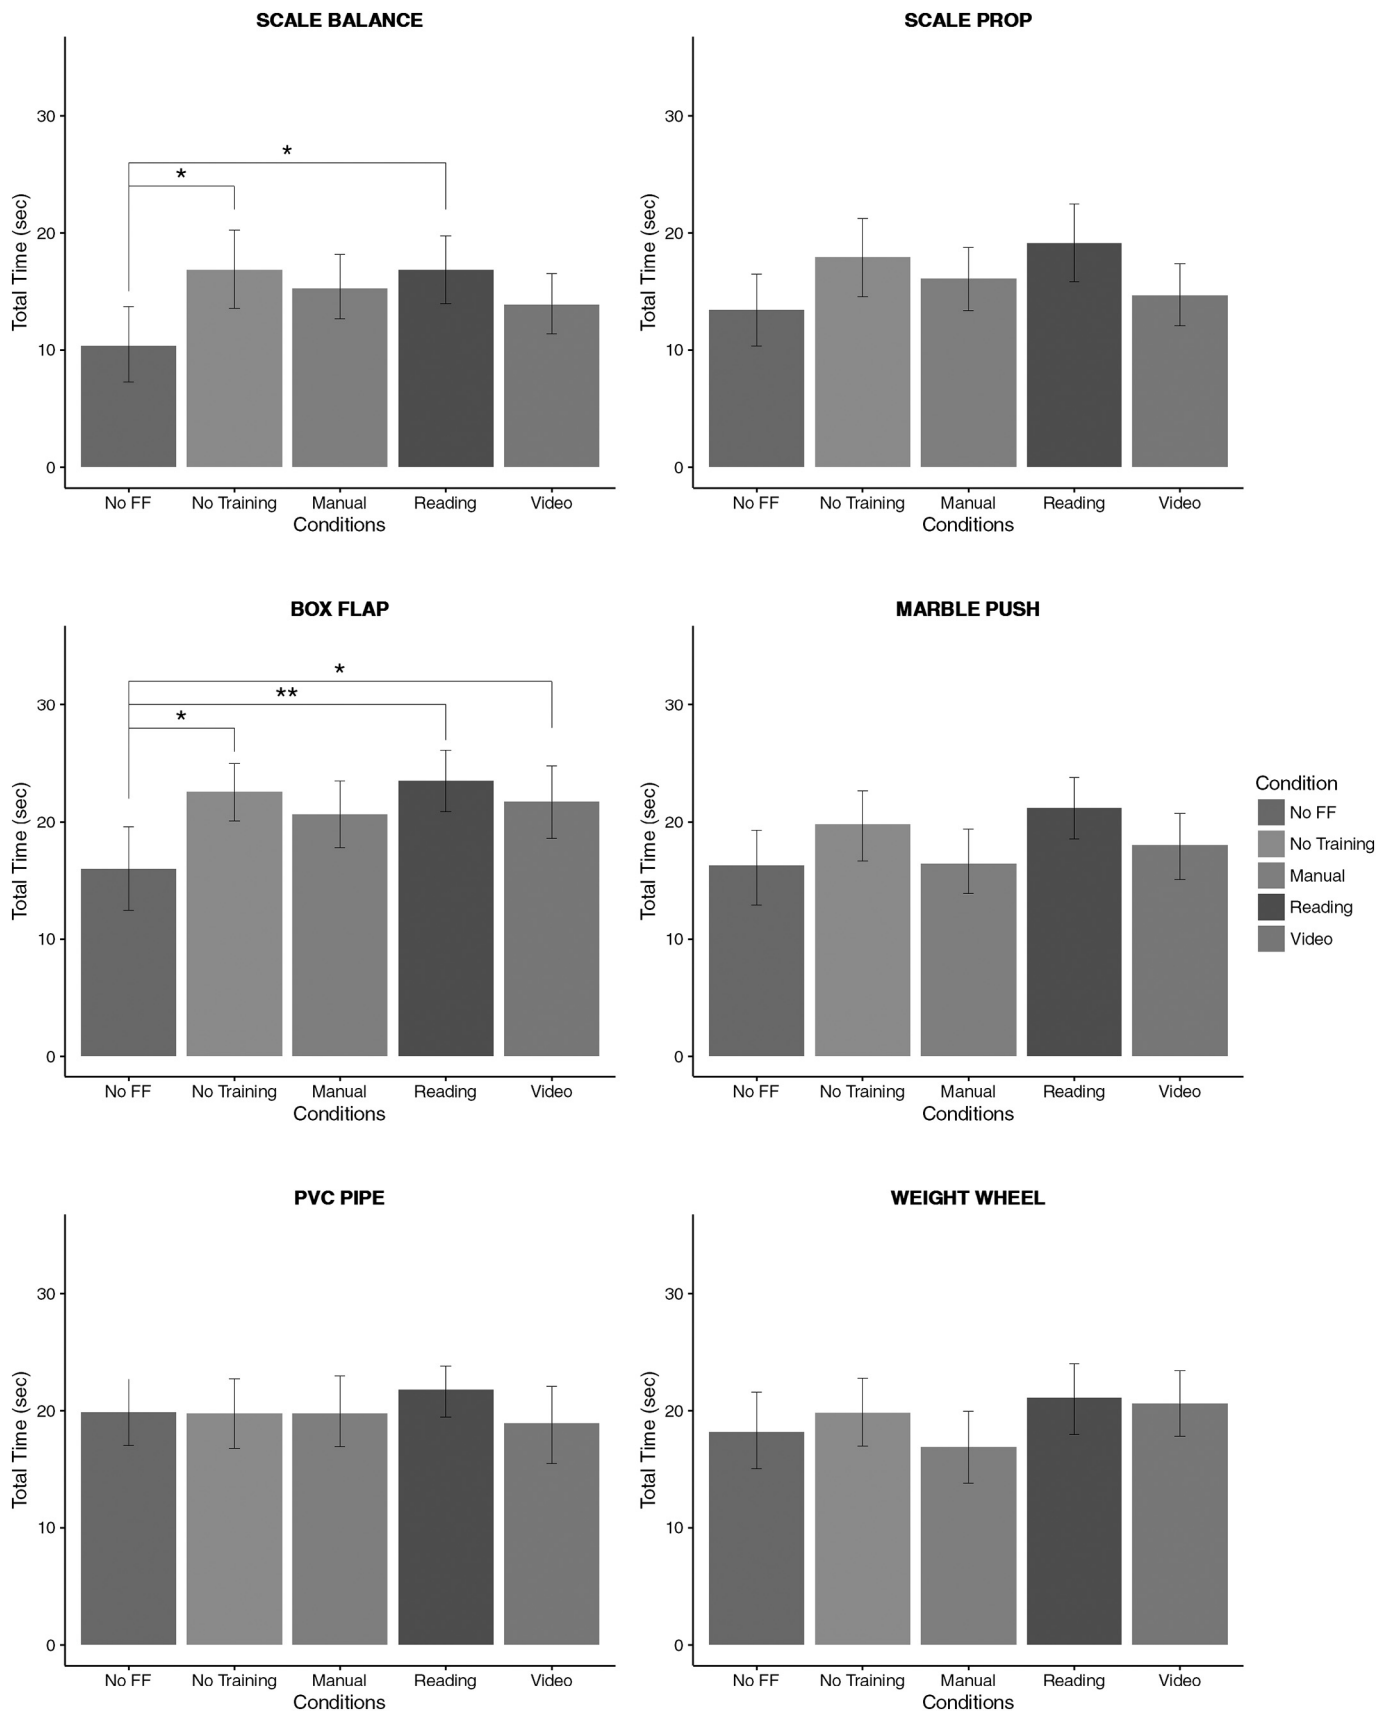 SCALE BALANCE
30
20
10
0
Total Time (sec)
*
*
No FF No Training Manual Reading Video
Conditions
SCALE PROP
30
20
10
0
Total Time (sec)
No FF No Training Manual Reading Video
Conditions
BOX FLAP
30
20
10
0
Total Time (sec)
*
**
*
No FF No Training Manual Reading Video
Conditions
MARBLE PUSH
30
20
10
0
Total Time (sec)
No FF No Training Manual Reading Video
Conditions
Condition
No FF
No Training
Manual
Reading
Video
PVC PIPE
30
20
10
0
Total Time (sec)
No FF No Training Manual Reading Video
Conditions
WEIGHT WHEEL
30
20
10
0
Total Time (sec)
No FF No Training Manual Reading Video
Conditions